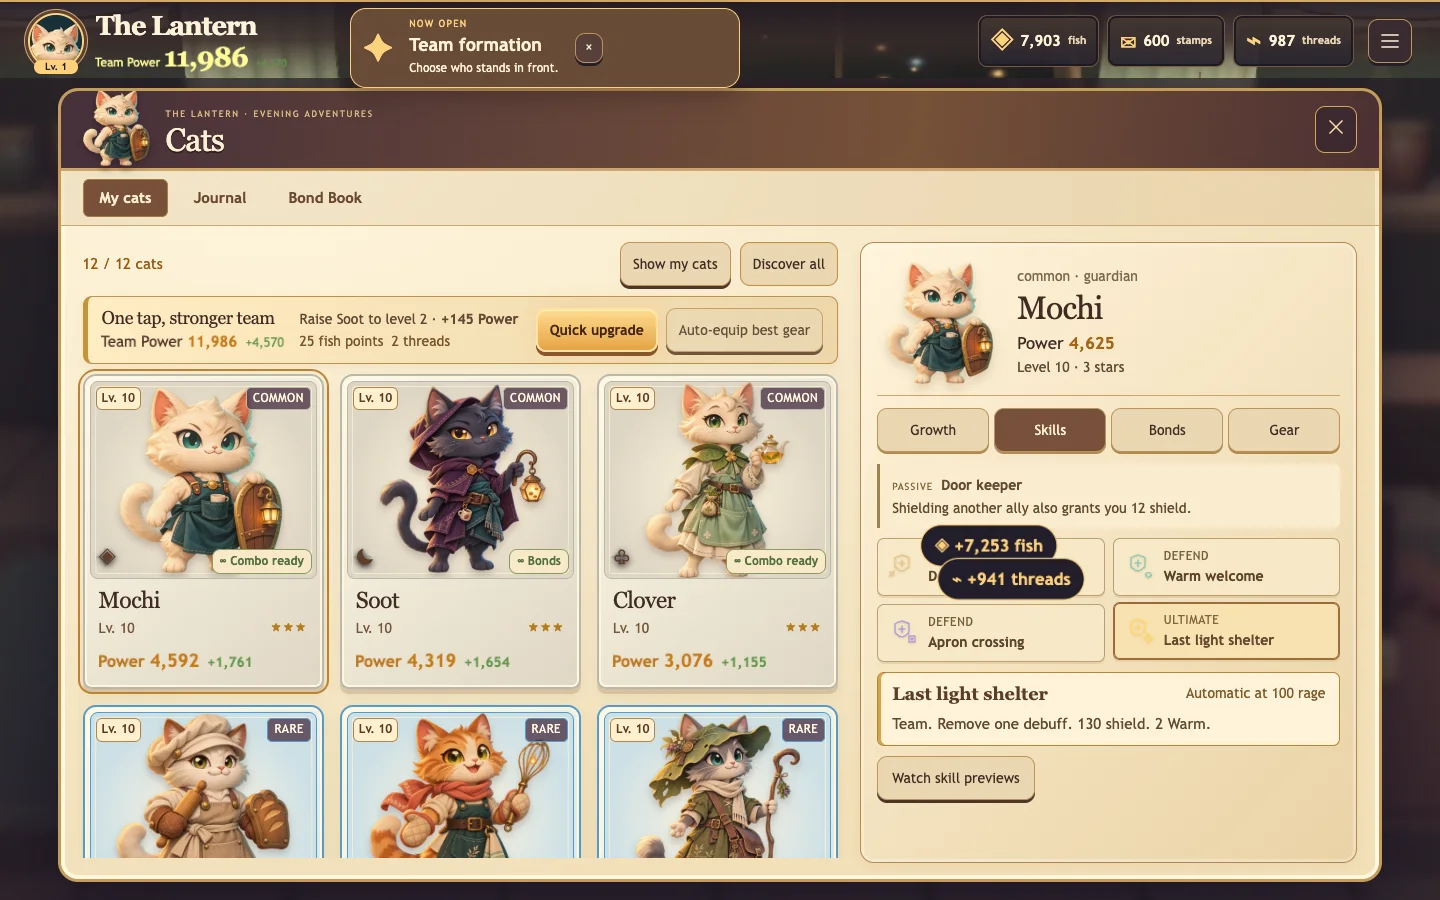 The Lantern
Lv. 1
Team Power 11,986
NOW OPEN
Team formation
Choose who stands in front.
×
7,903 fish
600 stamps
987 threads
THE LANTERN · EVENING ADVENTURES
Cats
My cats
Journal
Bond Book
12 / 12 cats
Show my cats
Discover all
One tap, stronger team
Team Power 11,986 +4,570
Raise Soot to level 2 · +145 Power
25 fish points 2 threads
Quick upgrade
Auto-equip best gear
Lv. 10
COMMON
∞ Combo ready
Mochi
Lv. 10
★★★
Power 4,592 +1,761
Lv. 10
COMMON
∞ Bonds
Soot
Lv. 10
★★★
Power 4,319 +1,654
Lv. 10
COMMON
∞ Combo ready
Clover
Lv. 10
★★★
Power 3,076 +1,155
Lv. 10
RARE
Lv. 10
RARE
Lv. 10
RARE
common · guardian
Mochi
Power 4,625
Level 10 · 3 stars
Growth
Skills
Bonds
Gear
PASSIVE Door keeper
Shielding another ally also grants you 12 shield.
+7,253 fish
+941 threads
D
DEFEND
Warm welcome
DEFEND
Apron crossing
ULTIMATE
Last light shelter
Last light shelter
Automatic at 100 rage
Team. Remove one debuff. 130 shield. 2 Warm.
Watch skill previews